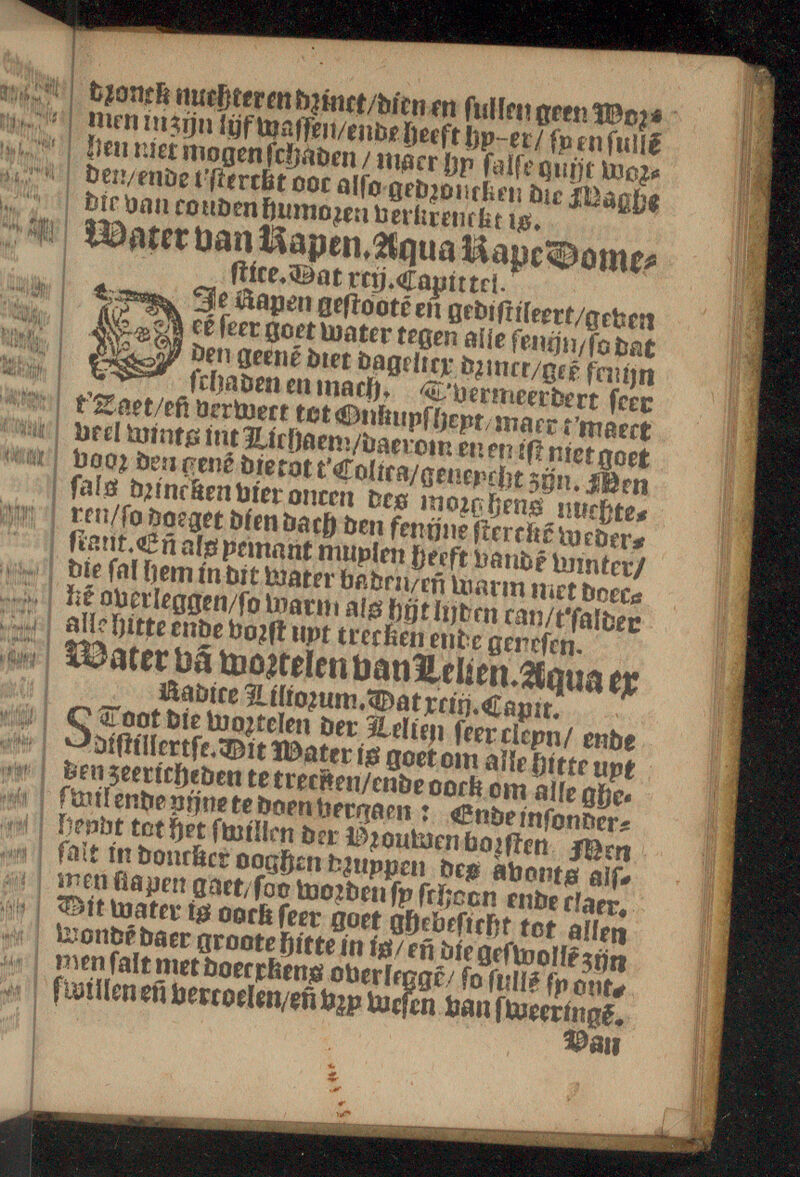 dronck nuchteren drinct/dien en sullen geen Wor⸗
men in zijn lijf wassen/ende heeft hy-er/ sy en sullē
hen niet mogen schaden / maer hy salse quijt wor⸗
den/ende t'sterckt ooc also gedroncken die Maghe
die van couden humoren verkrenckt is.
Water van Rapen. Aqua Rape Dome⸗
stice. Dat xcij. Capittel.
Ie Rapen gestootē eñ gedistileert/geven
eē seer goet water tegen alle fenijn/so dat
den geenē diet dagelicx drinct/geē fenijn
schaden en mach. T'vermeerdert seer
t'Zaet/eñ verwect tot Onkuysheyt/maer t'maect
veel wints int Lichaem/daerom en en ist niet goet
voor den genē die tot t'Colica/geneycht zijn. Men
sals drincken vier oncen des morghens nuchte⸗
ren/so doeget dien dach den fenijne sterckē weder⸗
stant. Eñ als yemant muylen heeft vandē winter/
die sal hem in dit water baden/eñ warm met doec⸗
kē overleggen/so warm als hijt lijden can/t'salder
alle hitte ende vorst uyt trecken ende genesen.
Water vā wortelen van Lelien. Aqua ex
Radice Liliorum. Dat xciij. Capit.
SToot die wortelen der Lelien seer cleyn/ ende
distillertse. Dit Water is goet om alle hitte uyt
den zeericheden te trecken/ende oock om alle ghe⸗
swil ende pijne te doen vergaen : Ende insonder⸗
heydt tot het swillen der Vrouwen borsten Men
salt in doncker ooghen druppen des avonts als⸗
men slapen gaet/soo worden sy schoon ende claer.
Dit water is oock seer goet ghebesicht tot allen
wondē daer groote hitte in is/eñ die geswollē zijn
men salt met doecxkens overleggē/ so sullē sy ont⸗
swillen eñ vercoelen/eñ vry wesen van sweeringē.
Van